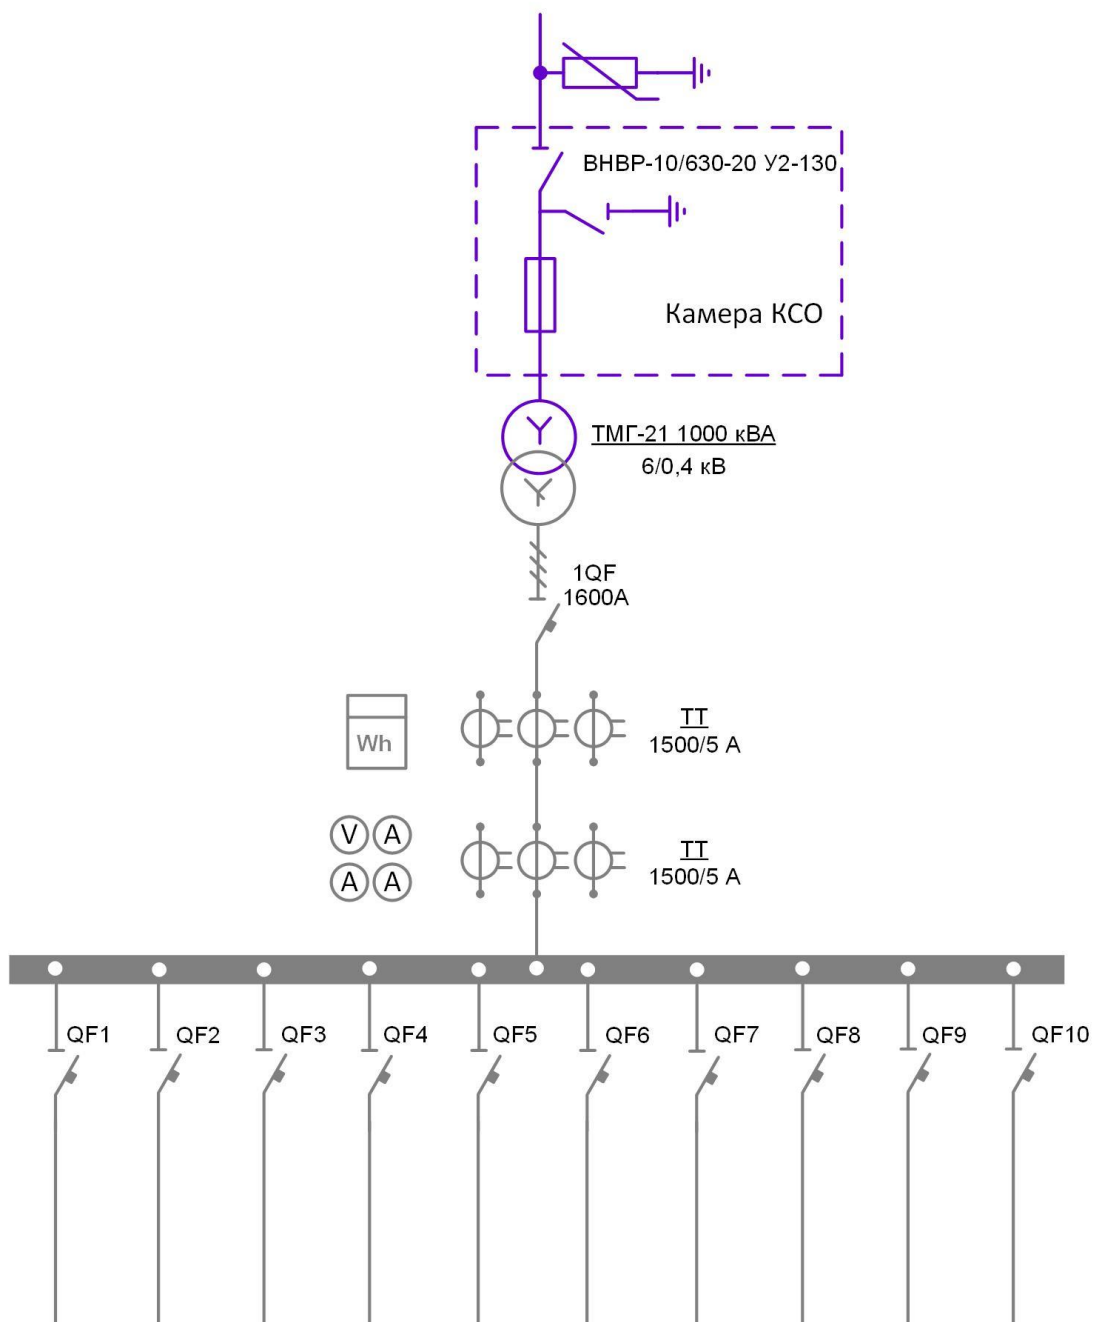 ВНВР-10/630-20 У2-130
Камера КСО
ТМГ-21 1000 кВА
6/0,4 кВ
1QF
1600А
Wh
ТТ
1500/5 А
V A
A A
ТТ
1500/5 А
QF1 QF2 QF3 QF4 QF5 QF6 QF7 QF8 QF9 QF10